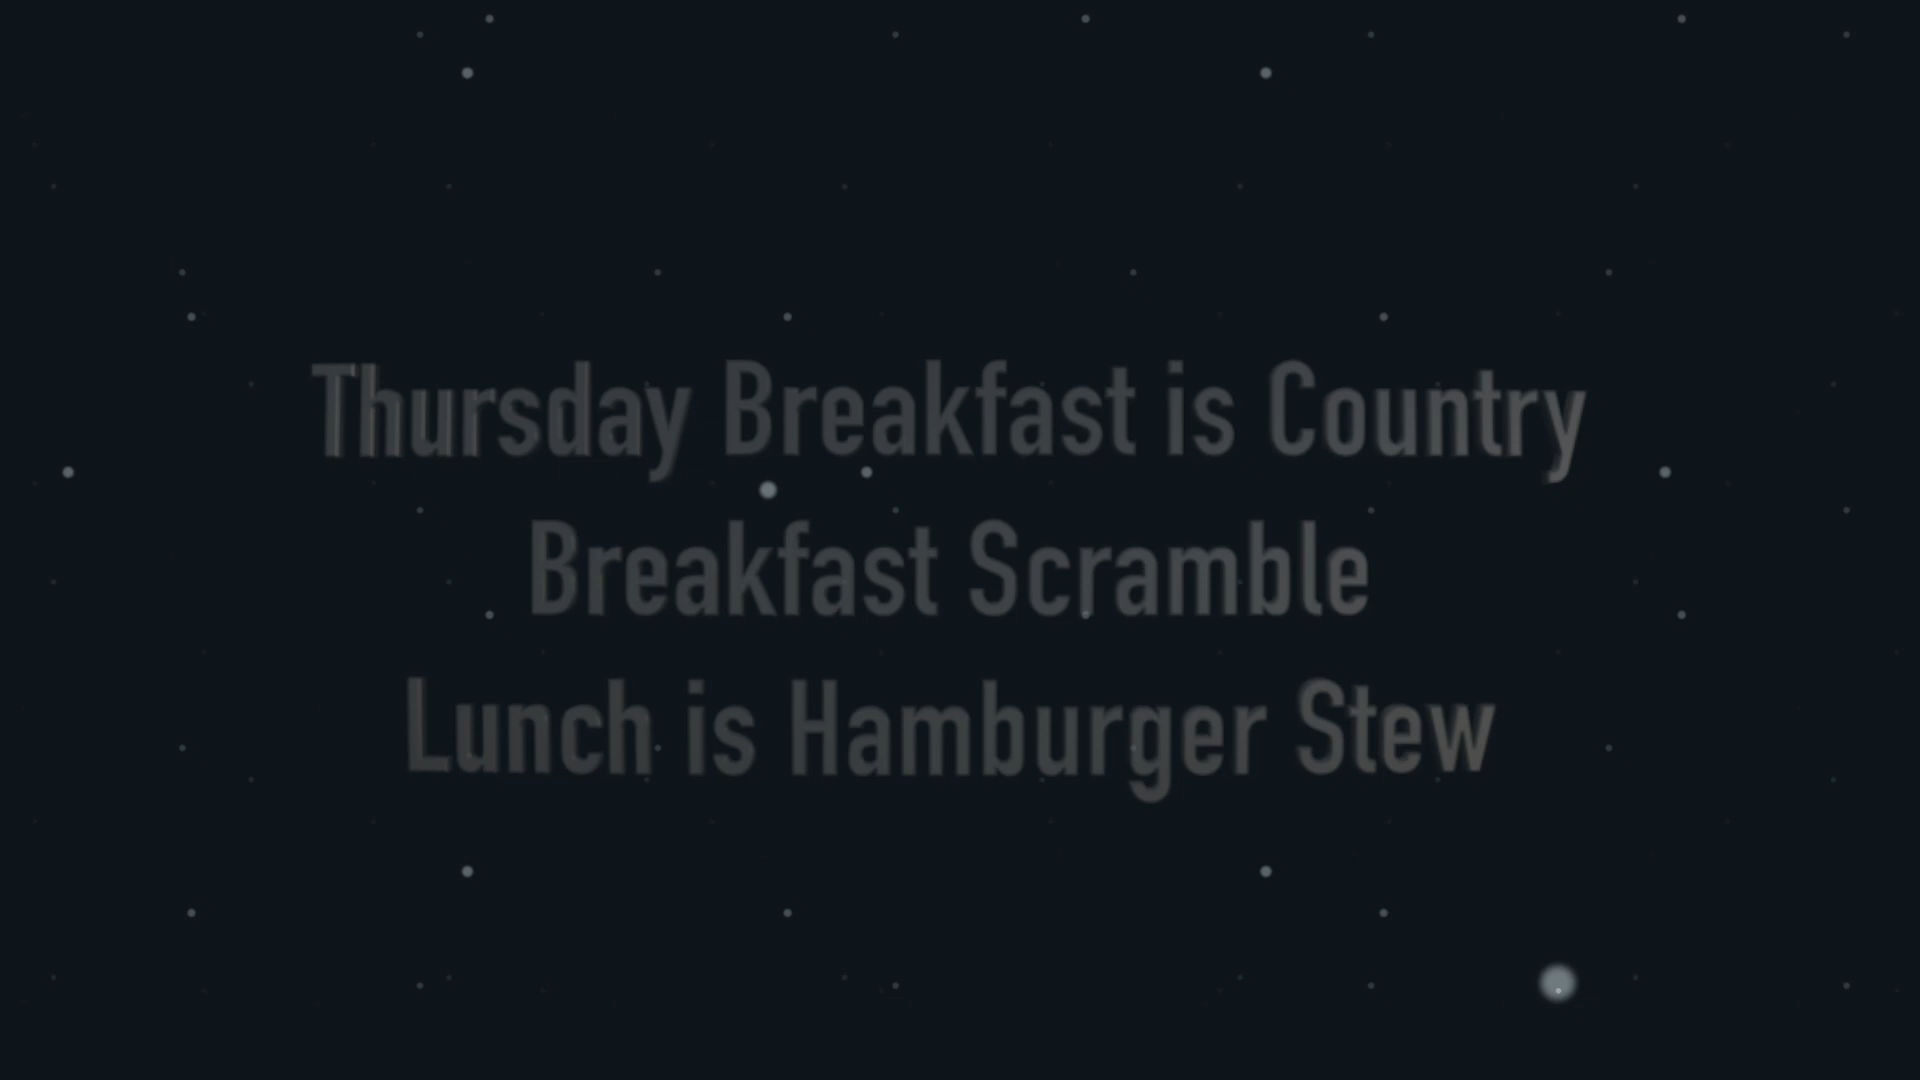 Thursday Breakfast is Country
Breakfast Scramble
Lunch is Hamburger Stew